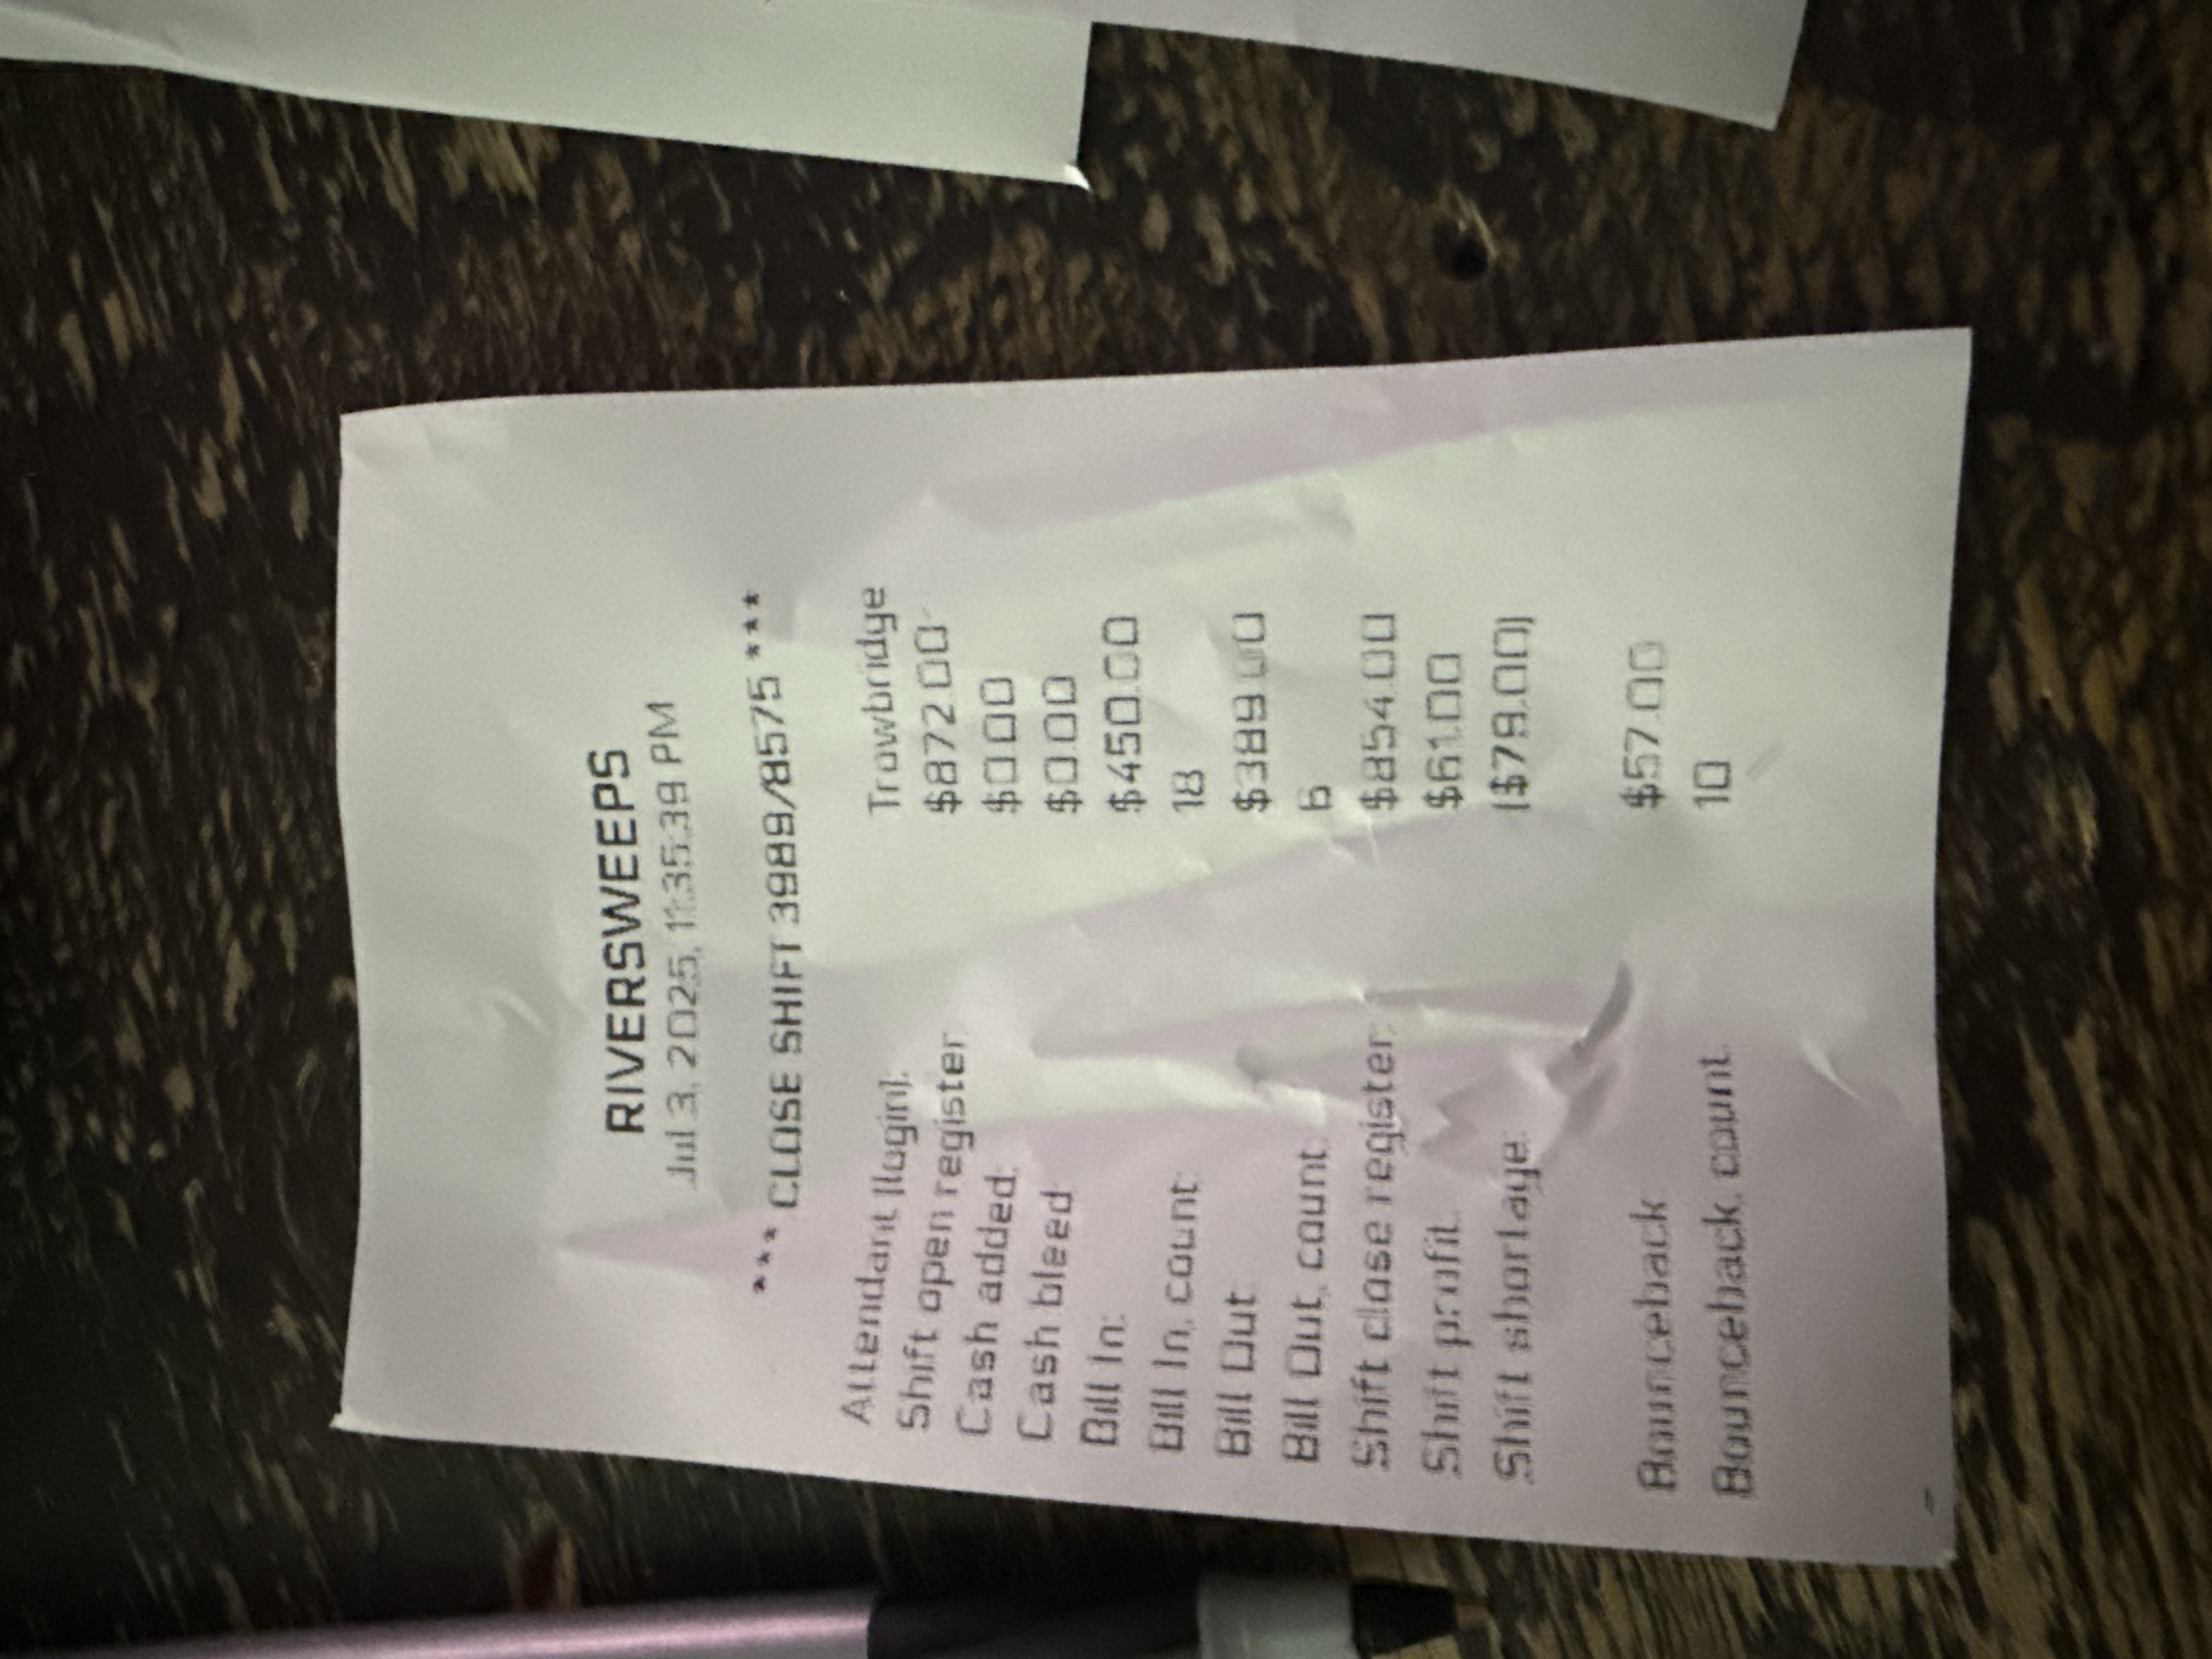 RIVERSWEEPS
Jul 3, 2025, 11:35:39 PM
*** CLOSE SHIFT 3989/8575 ***
Attendant (login): Trowbridge
Shift open register: $872.00
Cash added: $0.00
Cash bleed: $0.00
Bill In: $450.00
Bill In, count: 18
Bill Out: $389.00
Bill Out, count: 6
Shift close register: $854.00
Shift profit: $61.00
Shift shortage: ($79.00)
Bounceback $57.00
Bounceback, count: 10